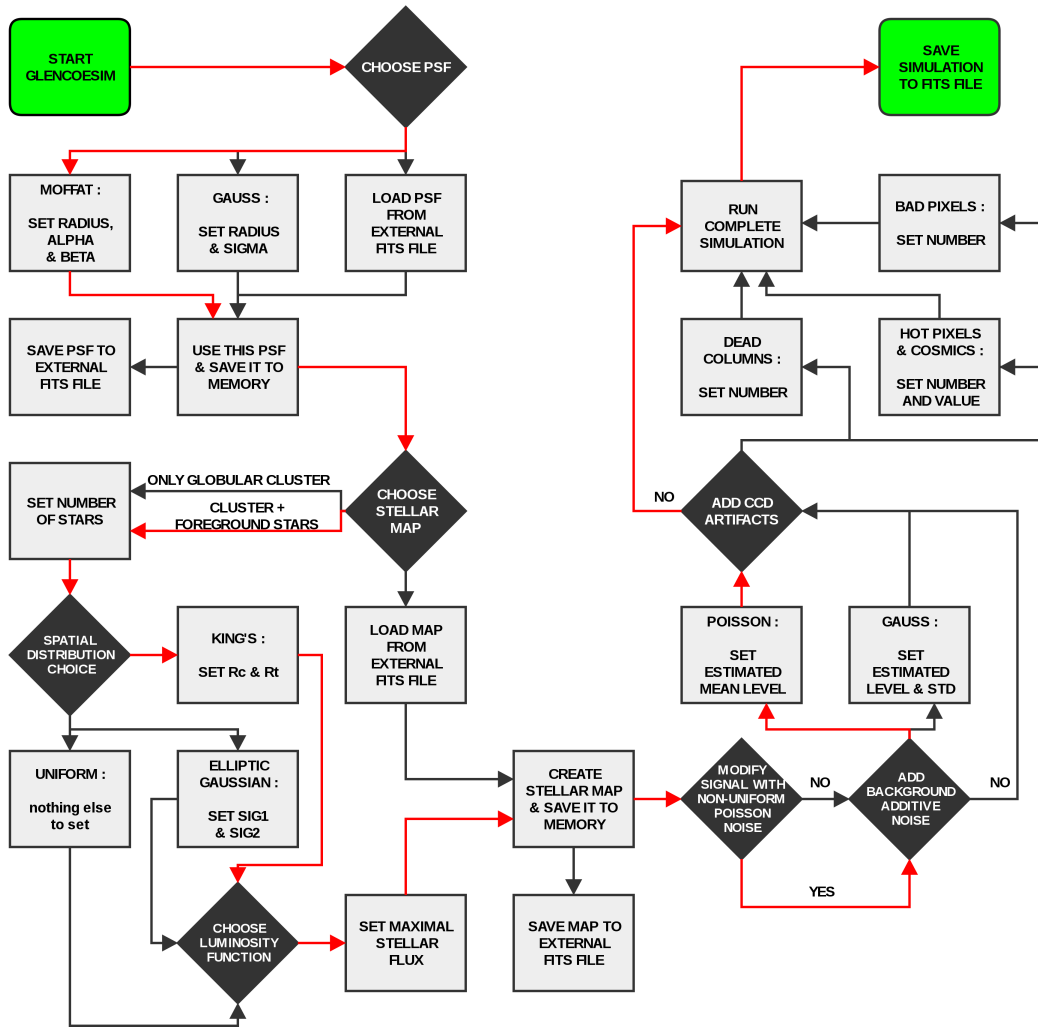 START
GLENCOESIM
CHOOSE PSF
SAVE
SIMULATION
TO FITS FILE
MOFFAT :
SET RADIUS,
ALPHA
& BETA
GAUSS :
SET RADIUS
& SIGMA
LOAD PSF
FROM
EXTERNAL
FITS FILE
RUN
COMPLETE
SIMULATION
BAD PIXELS :
SET NUMBER
SAVE PSF TO
EXTERNAL
FITS FILE
USE THIS PSF
& SAVE IT TO
MEMORY
DEAD
COLUMNS :
SET NUMBER
HOT PIXELS
& COSMICS :
SET NUMBER
AND VALUE
SET NUMBER
OF STARS
ONLY GLOBULAR CLUSTER
CLUSTER +
FOREGROUND STARS
CHOOSE
STELLAR
MAP
NO
ADD CCD
ARTIFACTS
SPATIAL
DISTRIBUTION
CHOICE
KING'S :
SET Rc & Rt
LOAD MAP
FROM
EXTERNAL
FITS FILE
POISSON :
SET
ESTIMATED
MEAN LEVEL
GAUSS :
SET
ESTIMATED
LEVEL & STD
UNIFORM :
nothing else
to set
ELLIPTIC
GAUSSIAN :
SET SIG1
& SIG2
CREATE
STELLAR MAP
& SAVE IT TO
MEMORY
MODIFY
SIGNAL WITH
NON-UNIFORM
POISSON
NOISE
NO
ADD
BACKGROUND
ADDITIVE
NOISE
NO
YES
CHOOSE
LUMINOSITY
FUNCTION
SET MAXIMAL
STELLAR
FLUX
SAVE MAP TO
EXTERNAL
FITS FILE